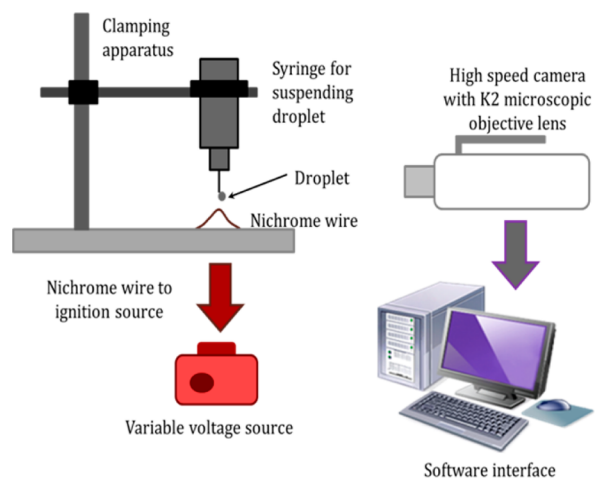 Clamping
apparatus
Syringe for
suspending
droplet
High speed camera
with K2 microscopic
objective lens
Droplet
Nichrome wire
Nichrome wire to
ignition source
Variable voltage source
Software interface